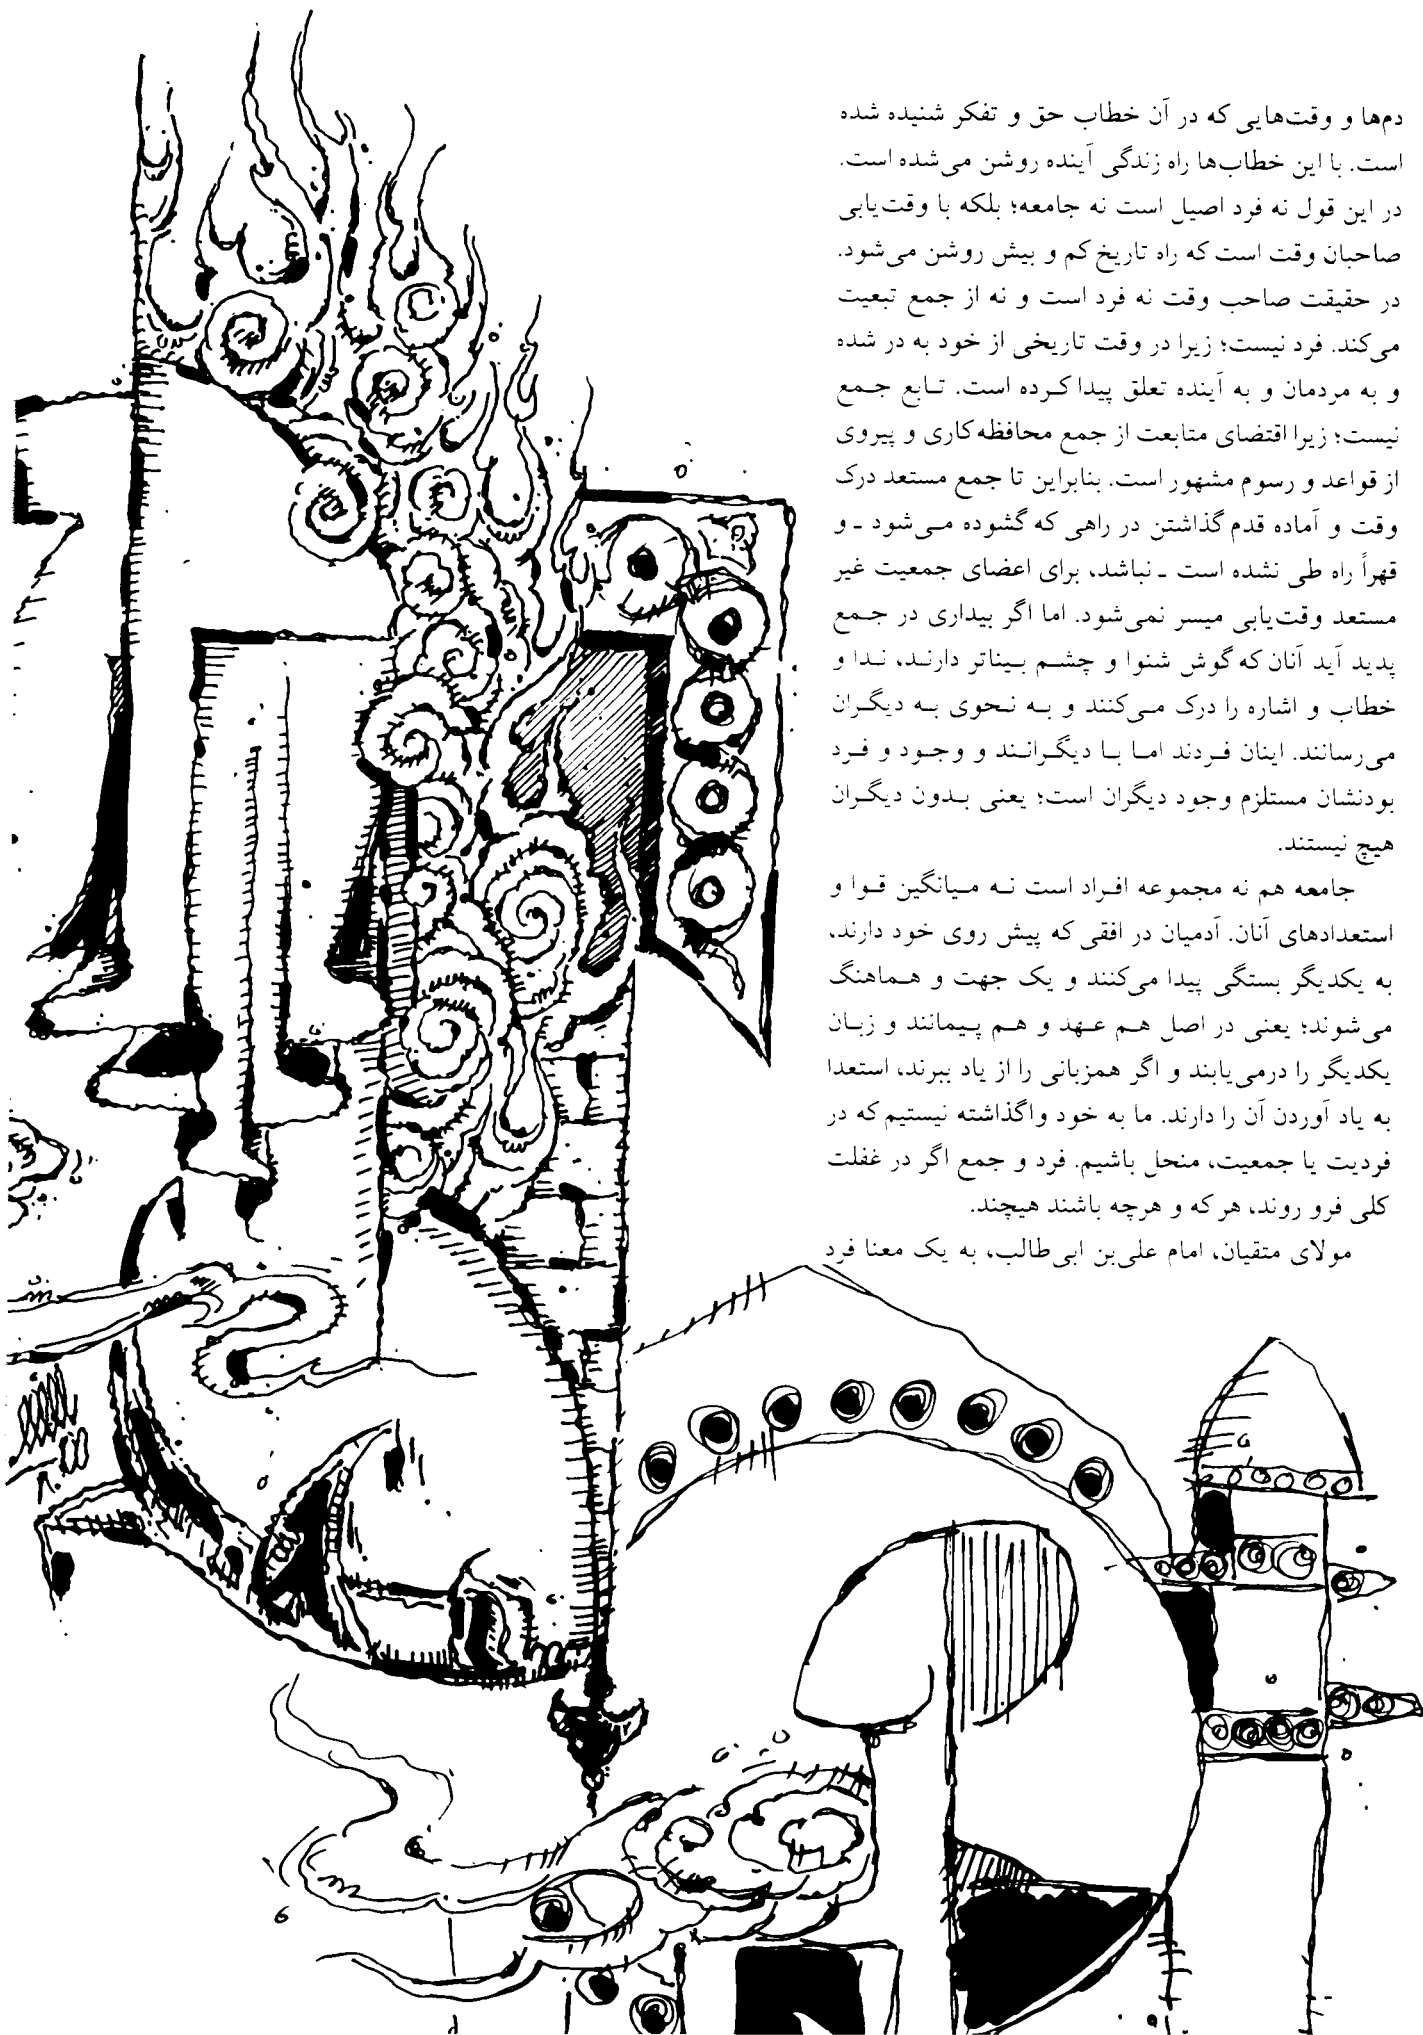 دم‌ها و وقت‌هایی که در آن خطاب حق و تفکر شنیده شده
است. با این خطاب‌ها راه زندگی آینده روشن می‌شده است.
در این قول نه فرد اصیل است نه جامعه؛ بلکه با وقت‌یابی
صاحبان وقت است که راه تاریخ کم و بیش روشن می‌شود.
در حقیقت صاحب وقت نه فرد است و نه از جمع تبعیت
می‌کند. فرد نیست؛ زیرا در وقت تاریخی از خود به در شده
و به مردمان و به آینده تعلق پیدا کرده است. تابع جمع
نیست؛ زیرا اقتضای متابعت از جمع محافظه‌کاری و پیروی
از قواعد و رسوم مشهور است. بنابراین تا جمع مستعد درک
وقت و آماده قدم گذاشتن در راهی که گشوده می‌شود ـ و
قهراً راه طی نشده است ـ نباشد، برای اعضای جمعیت غیر
مستعد وقت‌یابی میسر نمی‌شود. اما اگر بیداری در جمع
پدید آید آنان که گوش شنوا و چشم بیناتر دارند، ندا و
خطاب و اشاره را درک می‌کنند و به نحوی به دیگران
می‌رسانند. اینان فردند اما با دیگرانند و وجود و فرد
بودنشان مستلزم وجود دیگران است؛ یعنی بدون دیگران
هیچ نیستند.
جامعه هم نه مجموعه افراد است نه میانگین قوا و
استعدادهای آنان. آدمیان در افقی که پیش روی خود دارند،
به یکدیگر بستگی پیدا می‌کنند و یک جهت و هماهنگ
می‌شوند؛ یعنی در اصل هم عهد و هم پیمانند و زبان
یکدیگر را درمی‌یابند و اگر همزبانی را از یاد ببرند، استعدا
به یاد آوردن آن را دارند. ما به خود واگذاشته نیستیم که در
فردیت یا جمعیت، منحل باشیم. فرد و جمع اگر در غفلت
کلی فرو روند، هر که و هرچه باشند هیچند.
مولای متقیان، امام علی‌بن ابی‌طالب، به یک معنا فرد